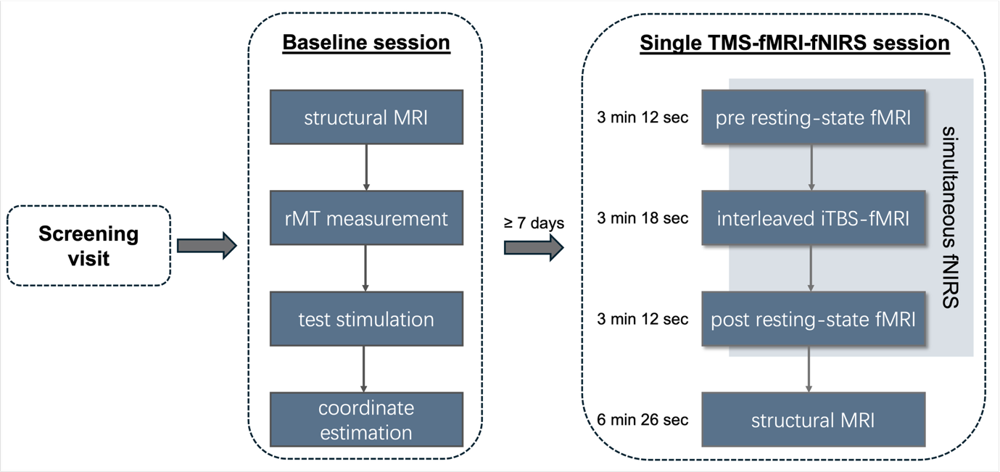 Screening
visit
Baseline session
structural MRI
rMT measurement
test stimulation
coordinate
estimation
≥ 7 days
Single TMS-fMRI-fNIRS session
3 min 12 sec
pre resting-state fMRI
3 min 18 sec
interleaved iTBS-fMRI
3 min 12 sec
post resting-state fMRI
6 min 26 sec
structural MRI
simultaneous fNIRS